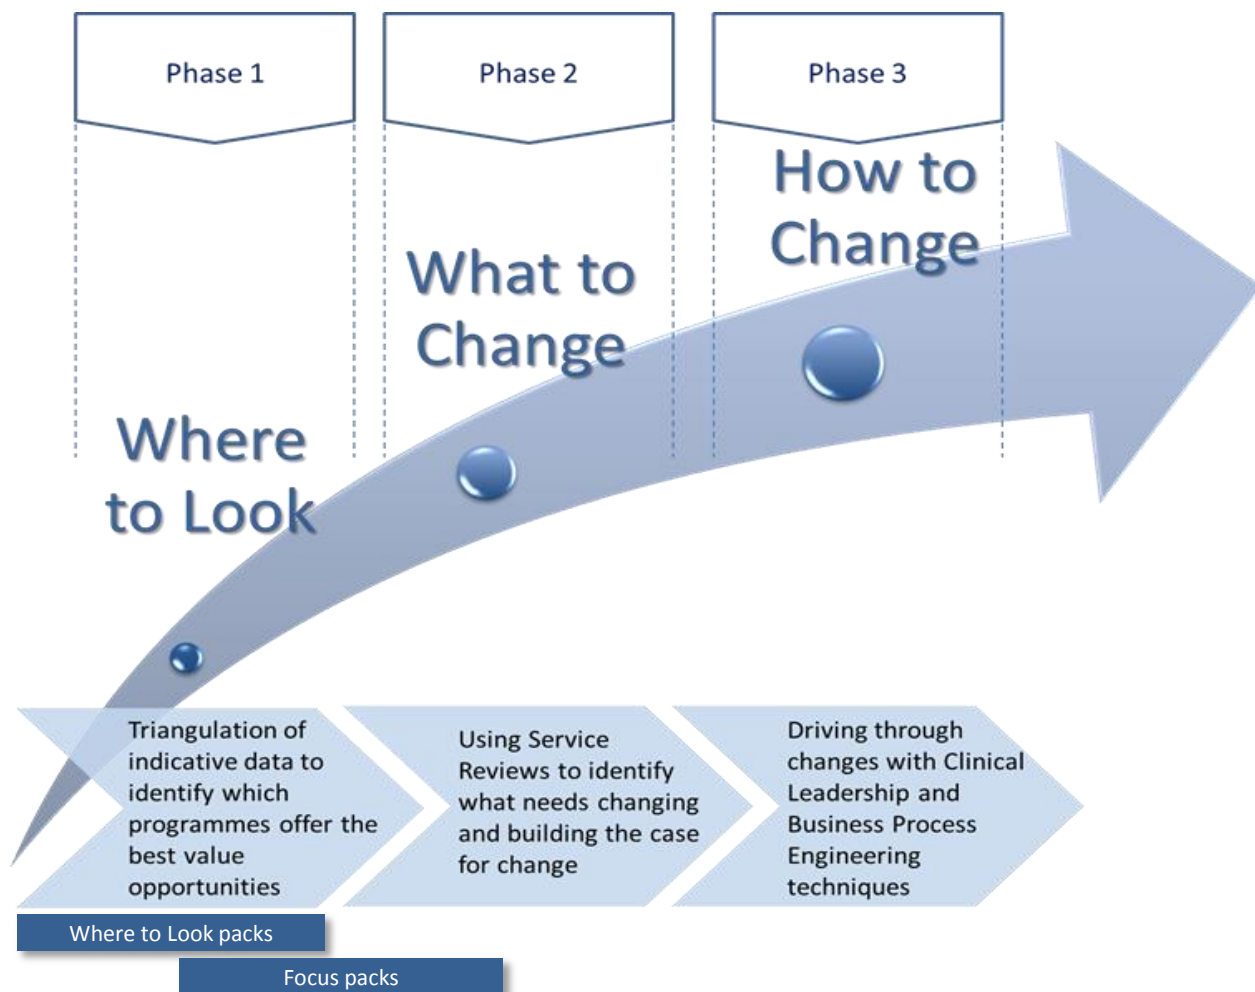 Phase 1
Phase 2
Phase 3
How to
Change
What to
Change
Where
to Look
Triangulation of
indicative data to
identify which
programmes offer the
best value
opportunities
Using Service
Reviews to identify
what needs changing
and building the case
for change
Driving through
changes with Clinical
Leadership and
Business Process
Engineering
techniques
Where to Look packs
Focus packs